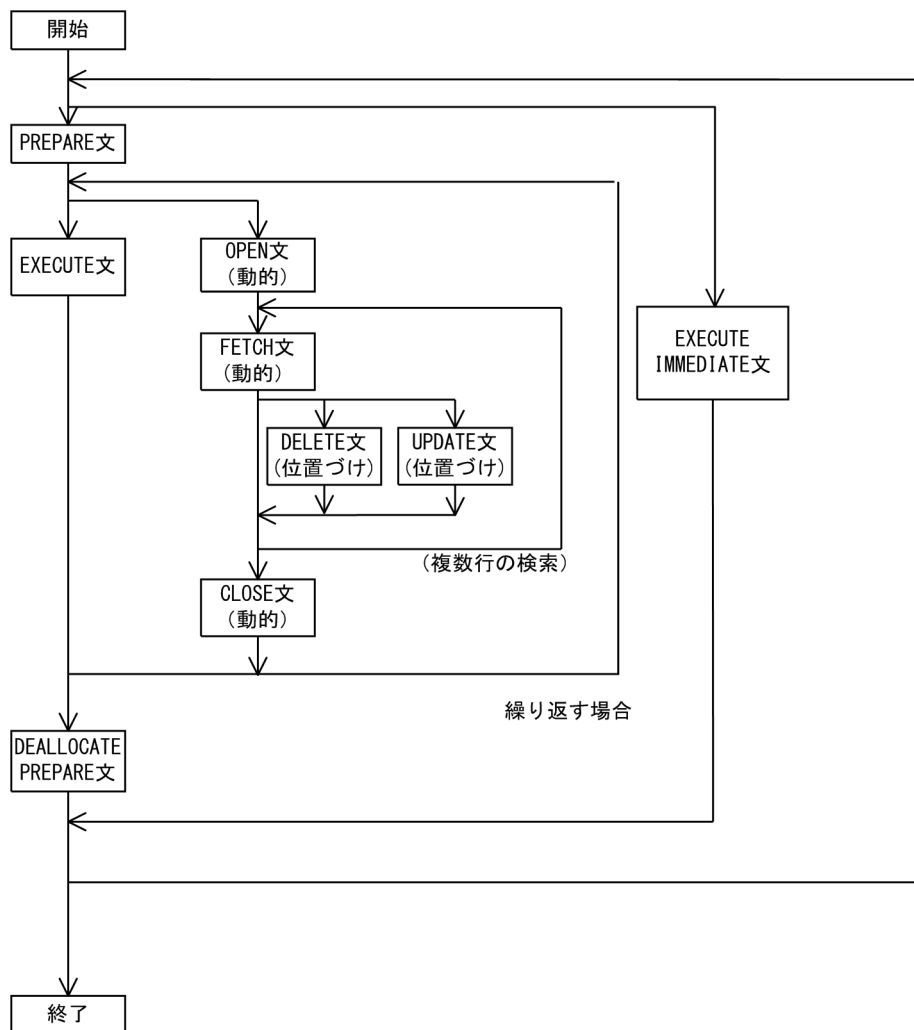 開始
PREPARE文
EXECUTE文
OPEN文
(動的)
FETCH文
(動的)
EXECUTE
IMMEDIATE文
DELETE文
(位置づけ)
UPDATE文
(位置づけ)
(複数行の検索)
CLOSE文
(動的)
繰り返す場合
DEALLOCATE
PREPARE文
終了